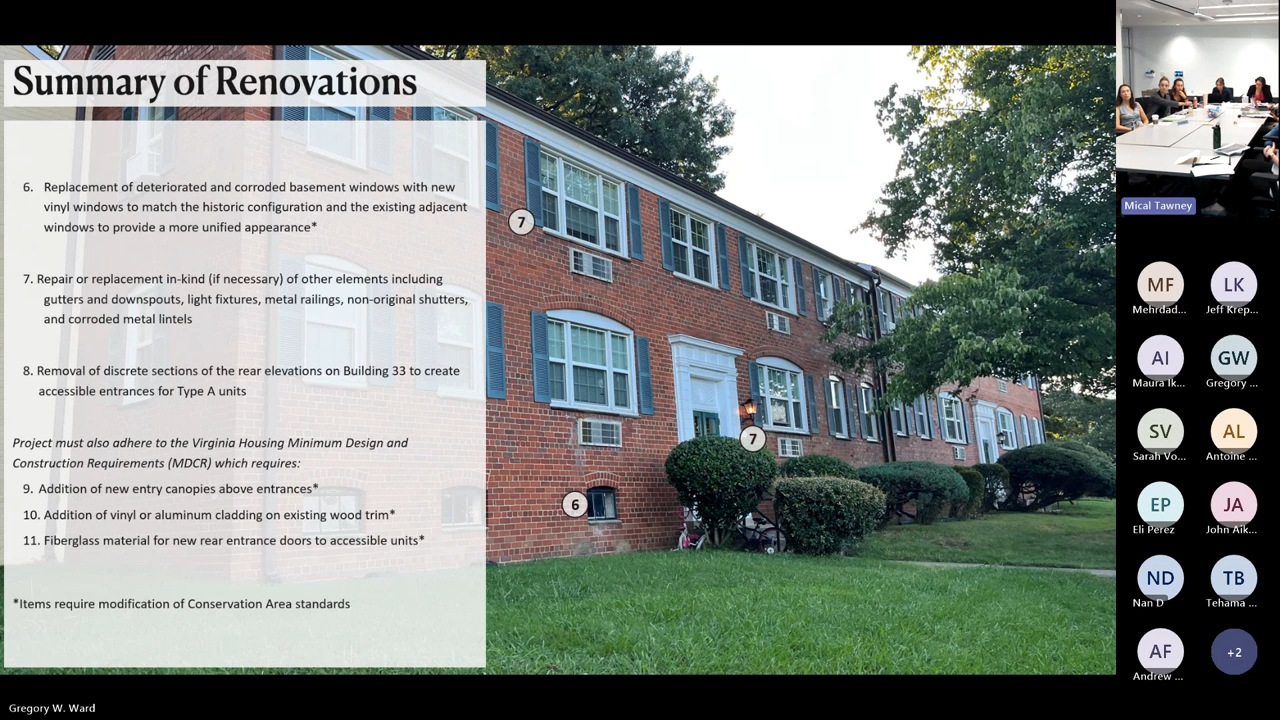 Summary of Renovations
6. Replacement of deteriorated and corroded basement windows with new
vinyl windows to match the historic configuration and the existing adjacent
windows to provide a more unified appearance*
7. Repair or replacement in-kind (if necessary) of other elements including
gutters and downspouts, light fixtures, metal railings, non-original shutters,
and corroded metal lintels
8. Removal of discrete sections of the rear elevations on Building 33 to create
accessible entrances for Type A units
Project must also adhere to the Virginia Housing Minimum Design and
Construction Requirements (MDCR) which requires:
9. Addition of new entry canopies above entrances*
10. Addition of vinyl or aluminum cladding on existing wood trim*
11. Fiberglass material for new rear entrance doors to accessible units*
*Items require modification of Conservation Area standards
7
7
6
Mical Tawney
MF
LK
Mehrdad...
Jeff Krep...
AI
GW
Maura Ik...
Gregory ...
SV
AL
Sarah Vo...
Antoine ...
EP
JA
Eli Perez
John Aik...
ND
TB
Nan D
Tehama ...
AF
+2
Andrew ...
Gregory W. Ward